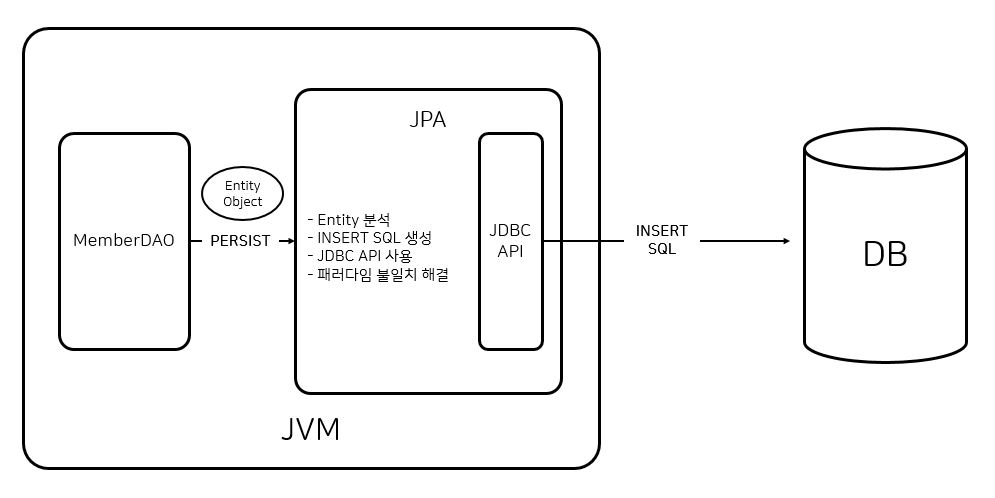 JPA
MemberDAO
Entity
Object
PERSIST
- Entity 분석
- INSERT SQL 생성
- JDBC API 사용
- 패러다임 불일치 해결
JDBC
API
INSERT
SQL
DB
JVM